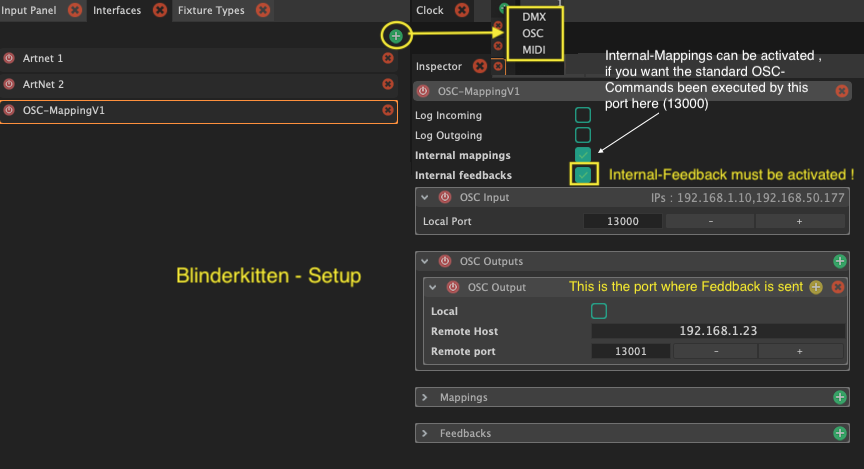 Input Panel
Interfaces
Fixture Types
Clock
DMX
OSC
MIDI
Artnet 1
ArtNet 2
OSC-MappingV1
Inspector
Internal-Mappings can be activated ,
if you want the standard OSC-
Commands been executed by this
port here (13000)
OSC-MappingV1
Log Incoming
Log Outgoing
Internal mappings
Internal feedbacks
Internal-Feedback must be activated !
OSC Input
IPs : 192.168.1.10,192.168.50.177
Local Port
13000
-
+
Blinderkitten - Setup
OSC Outputs
OSC Output
This is the port where Feddback is sent
Local
Remote Host
192.168.1.23
Remote port
13001
-
+
Mappings
Feedbacks